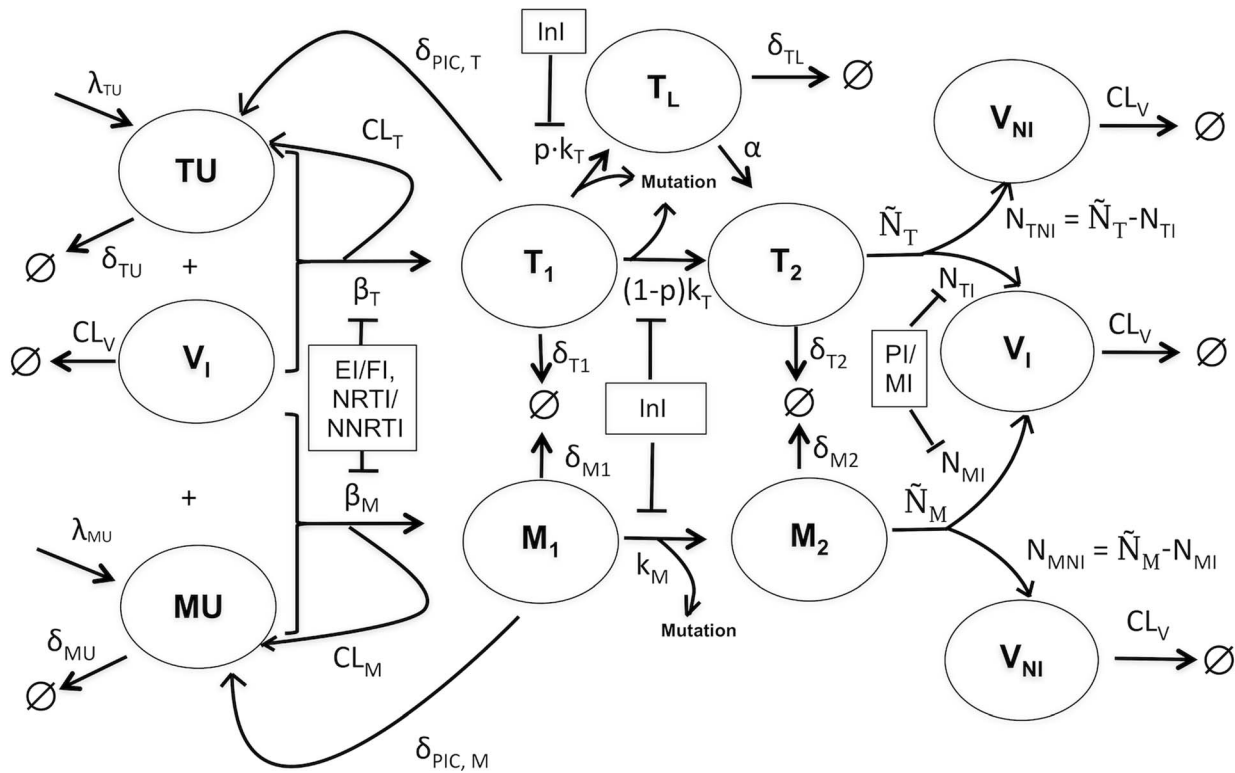 InI
δPIC, T
δTL
∅
λTU
TL
VNI
CLV
∅
CLT
p·kT
α
TU
Mutation
ÑT
NTNI = ÑT-NTI
T1
T2
∅
δTU
+
βT
(1-p)kT
NTI
CLV
∅
VI
EI/FI,
NRTI/
NNRTI
δT1
δT2
InI
PI/
MI
VI
CLV
∅
∅
∅
δM1
δM2
NMI
+
βM
ÑM
λMU
M1
M2
kM
NMNI = ÑM-NMI
MU
Mutation
δMU
CLM
VNI
CLV
∅
∅
δPIC, M